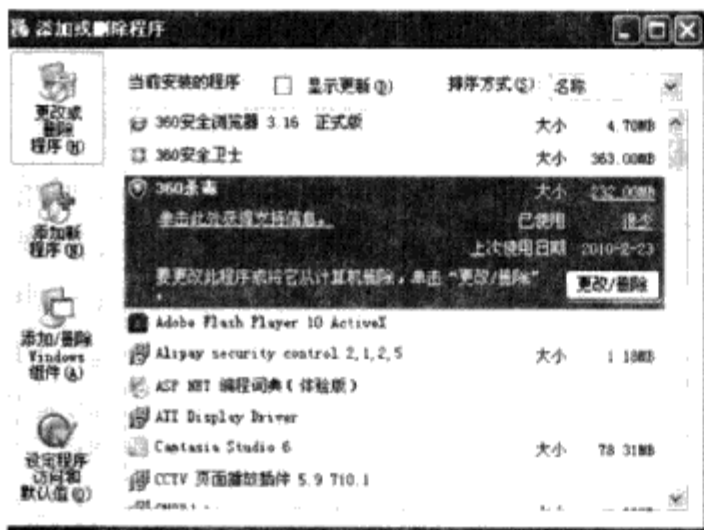 添加或删除程序
更改或
删除
程序(H)
添加新
程序(N)
添加/删除
Windows
组件(A)
设定程序
访问和
默认值(O)
当前安装的程序 显示更新(D) 排序方式(S): 名称
360安全浏览器 3.16 正式版 大小 4.70MB
360安全卫士 大小 363.00MB
360杀毒 大小 232.00MB
单击此处获得支持信息。 已使用 很少
上次使用日期 2010-2-23
要更改此程序或将它从计算机删除,单击“更改/删除”
。 更改/删除
Adobe Flash Player 10 ActiveX
Alipay security control 2,1,2,5 大小 1.18MB
ASP.NET 编程词典(体验版)
ATI Display Driver
Camtasia Studio 6 大小 78.31MB
CCTV 页面播放插件 5.9.710.1